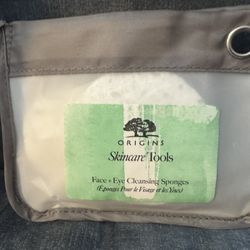 ORIGINS
Skincare Tools
Face + Eye Cleansing Sponges
(Éponges Pour le Visage et les Yeux)